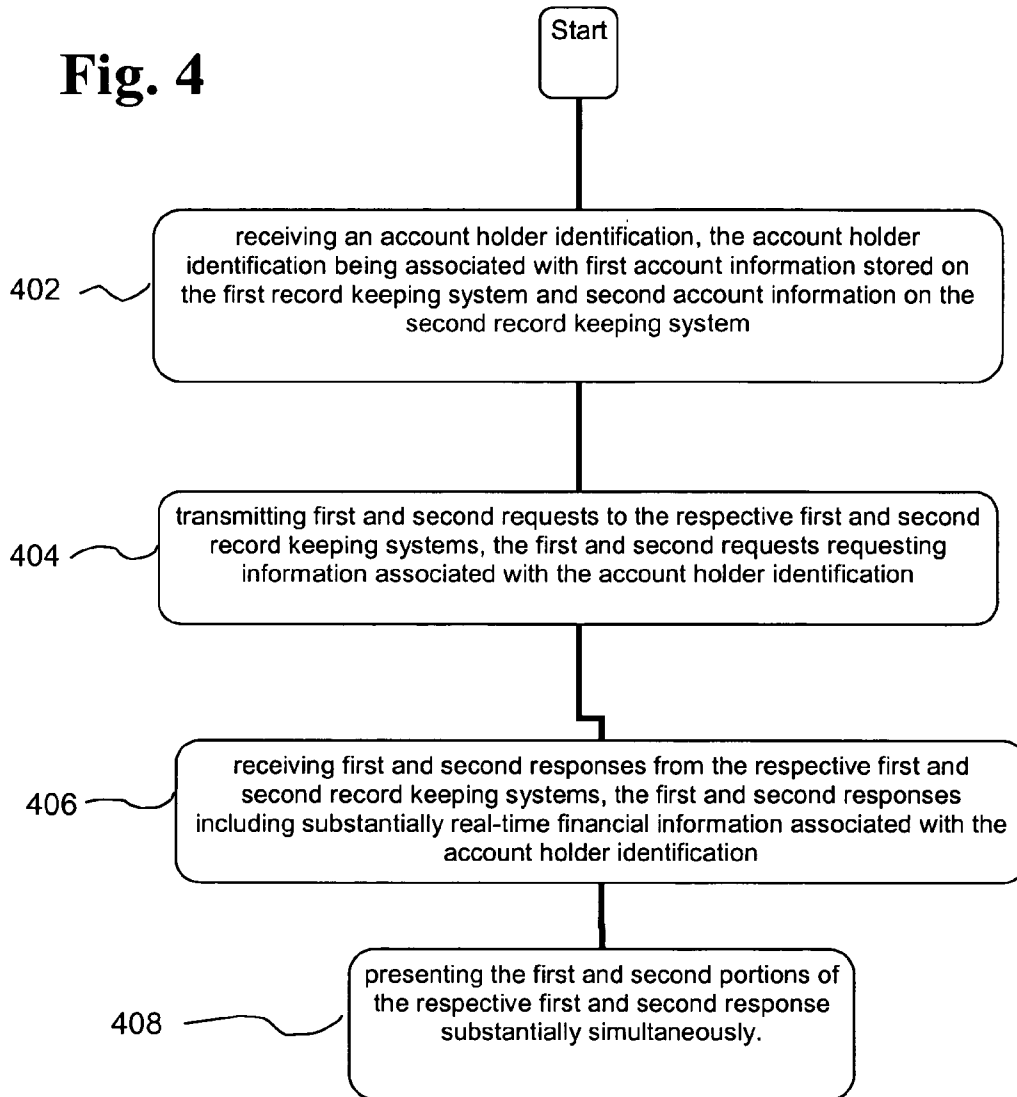 Start
Fig. 4
402
receiving an account holder identification, the account holder
identification being associated with first account information stored on
the first record keeping system and second account information on the
second record keeping system
404
transmitting first and second requests to the respective first and second
record keeping systems, the first and second requests requesting
information associated with the account holder identification
406
receiving first and second responses from the respective first and
second record keeping systems, the first and second responses
including substantially real-time financial information associated with the
account holder identification
408
presenting the first and second portions of
the respective first and second response
substantially simultaneously.